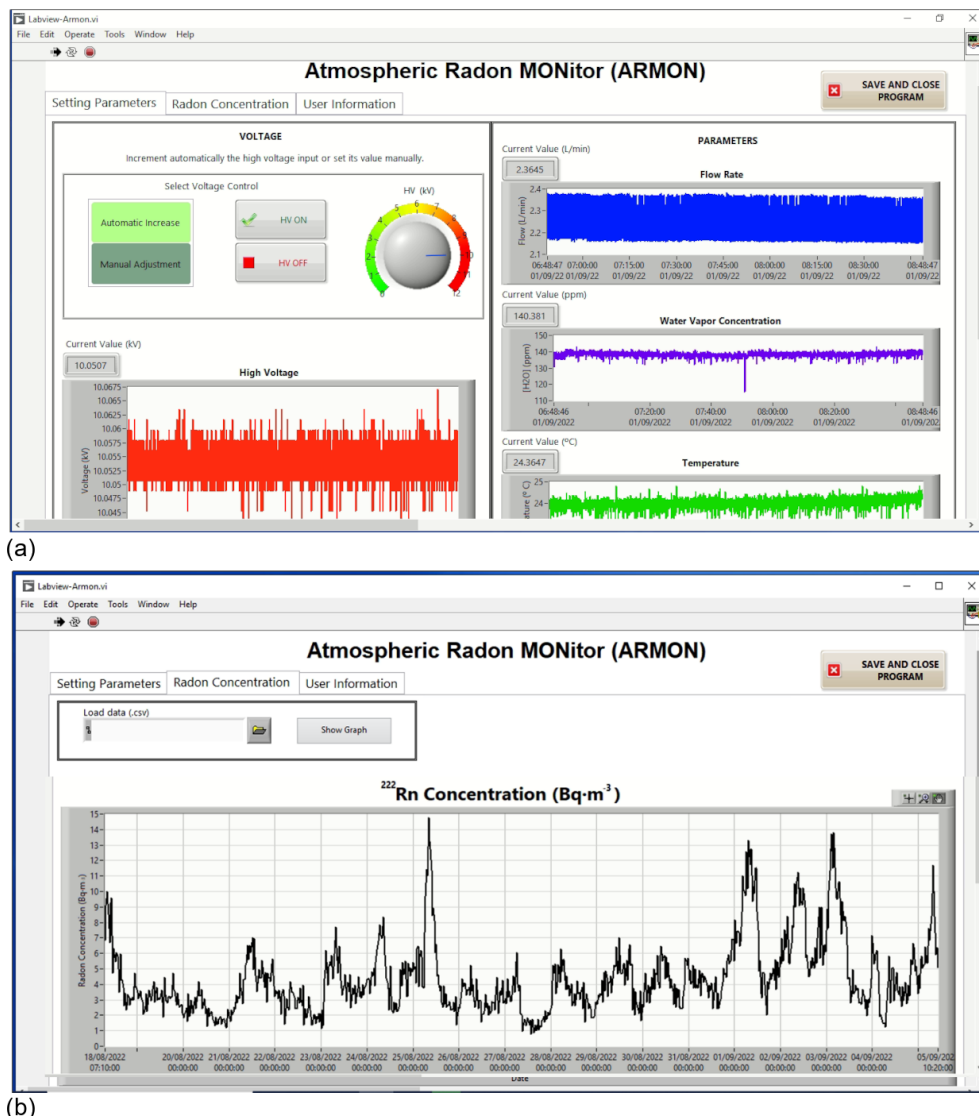 Labview-Armon.vi
File Edit Operate Tools Window Help
Atmospheric Radon MONitor (ARMON)
SAVE AND CLOSE
PROGRAM
Setting Parameters Radon Concentration User Information
VOLTAGE
Increment automatically the high voltage input or set its value manually.
Select Voltage Control
Automatic Increase
Manual Adjustment
HV ON
HV OFF
HV (kV)
0 1 2 3 4 5 6 7 8 9 10 11 12
Current Value (kV)
10.0507
High Voltage
Voltage (kV)
10.0675
10.065
10.0625
10.06
10.0575
10.055
10.0525
10.05
10.0475
10.045
PARAMETERS
Current Value (L/min)
2.3645
Flow Rate
Flow (L/min)
2.4
2.3
2.2
2.1
06:48:47 07:00:00 07:15:00 07:30:00 07:45:00 08:00:00 08:15:00 08:30:00 08:48:47
01/09/22 01/09/22 01/09/22 01/09/22 01/09/22 01/09/22 01/09/22 01/09/22 01/09/22
Current Value (ppm)
140.381
Water Vapor Concentration
[H2O] (ppm)
150
140
130
120
110
06:48:46 07:20:00 07:40:00 08:00:00 08:20:00 08:48:46
01/09/2022 01/09/2022 01/09/2022 01/09/2022 01/09/2022 01/09/2022
Current Value (ºC)
24.3647
Temperature
ature (º C)
25
24
(a)
Labview-Armon.vi
File Edit Operate Tools Window Help
Atmospheric Radon MONitor (ARMON)
SAVE AND CLOSE
PROGRAM
Setting Parameters Radon Concentration User Information
Load data (.csv)
Show Graph
²²²Rn Concentration (Bq·m⁻³)
Radon Concentration (Bq·m-3)
15
14
13
12
11
10
9
8
7
6
5
4
3
2
1
0
18/08/2022 20/08/2022 21/08/2022 22/08/2022 23/08/2022 24/08/2022 25/08/2022 26/08/2022 27/08/2022 28/08/2022 29/08/2022 30/08/2022 31/08/2022 01/09/2022 02/09/2022 03/09/2022 04/09/2022 05/09/202
07:10:00 00:00:00 00:00:00 00:00:00 00:00:00 00:00:00 00:00:00 00:00:00 00:00:00 00:00:00 00:00:00 00:00:00 00:00:00 00:00:00 00:00:00 00:00:00 00:00:00 10:20:00
Date
(b)